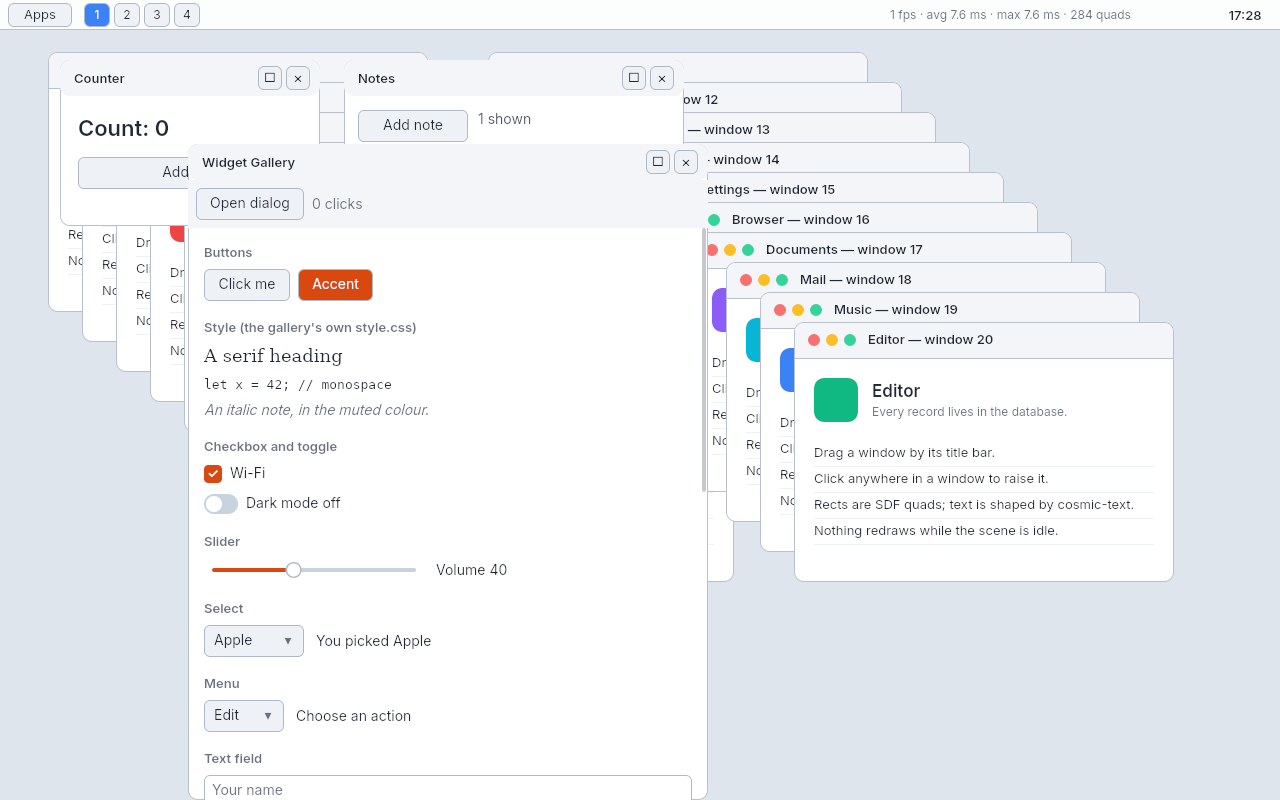 Apps 1 2 3 4 1 fps · avg 7.6 ms · max 7.6 ms · 284 quads 17:28
Counter
Count: 0
Add
Notes
Add note 1 shown
12
— window 13
window 14
— window 15
Browser — window 16
Documents — window 17
Mail — window 18
Music — window 19
Editor — window 20
Editor
Every record lives in the database.
Drag a window by its title bar.
Click anywhere in a window to raise it.
Rects are SDF quads; text is shaped by cosmic-text.
Nothing redraws while the scene is idle.
Widget Gallery
Open dialog 0 clicks
Buttons
Click me Accent
Style (the gallery's own style.css)
A serif heading
let x = 42; // monospace
An italic note, in the muted colour.
Checkbox and toggle
Wi-Fi
Dark mode off
Slider
Volume 40
Select
Apple ▼ You picked Apple
Menu
Edit ▼ Choose an action
Text field
Your name